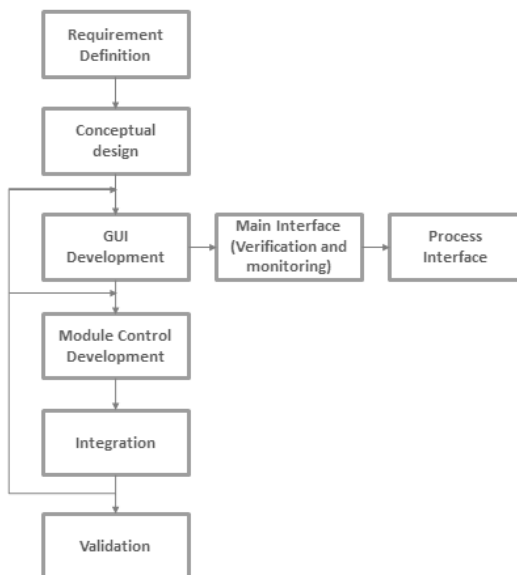 Requirement
Definition
Conceptual
design
GUI
Development
Main Interface
(Verification and
monitoring)
Process
Interface
Module Control
Development
Integration
Validation